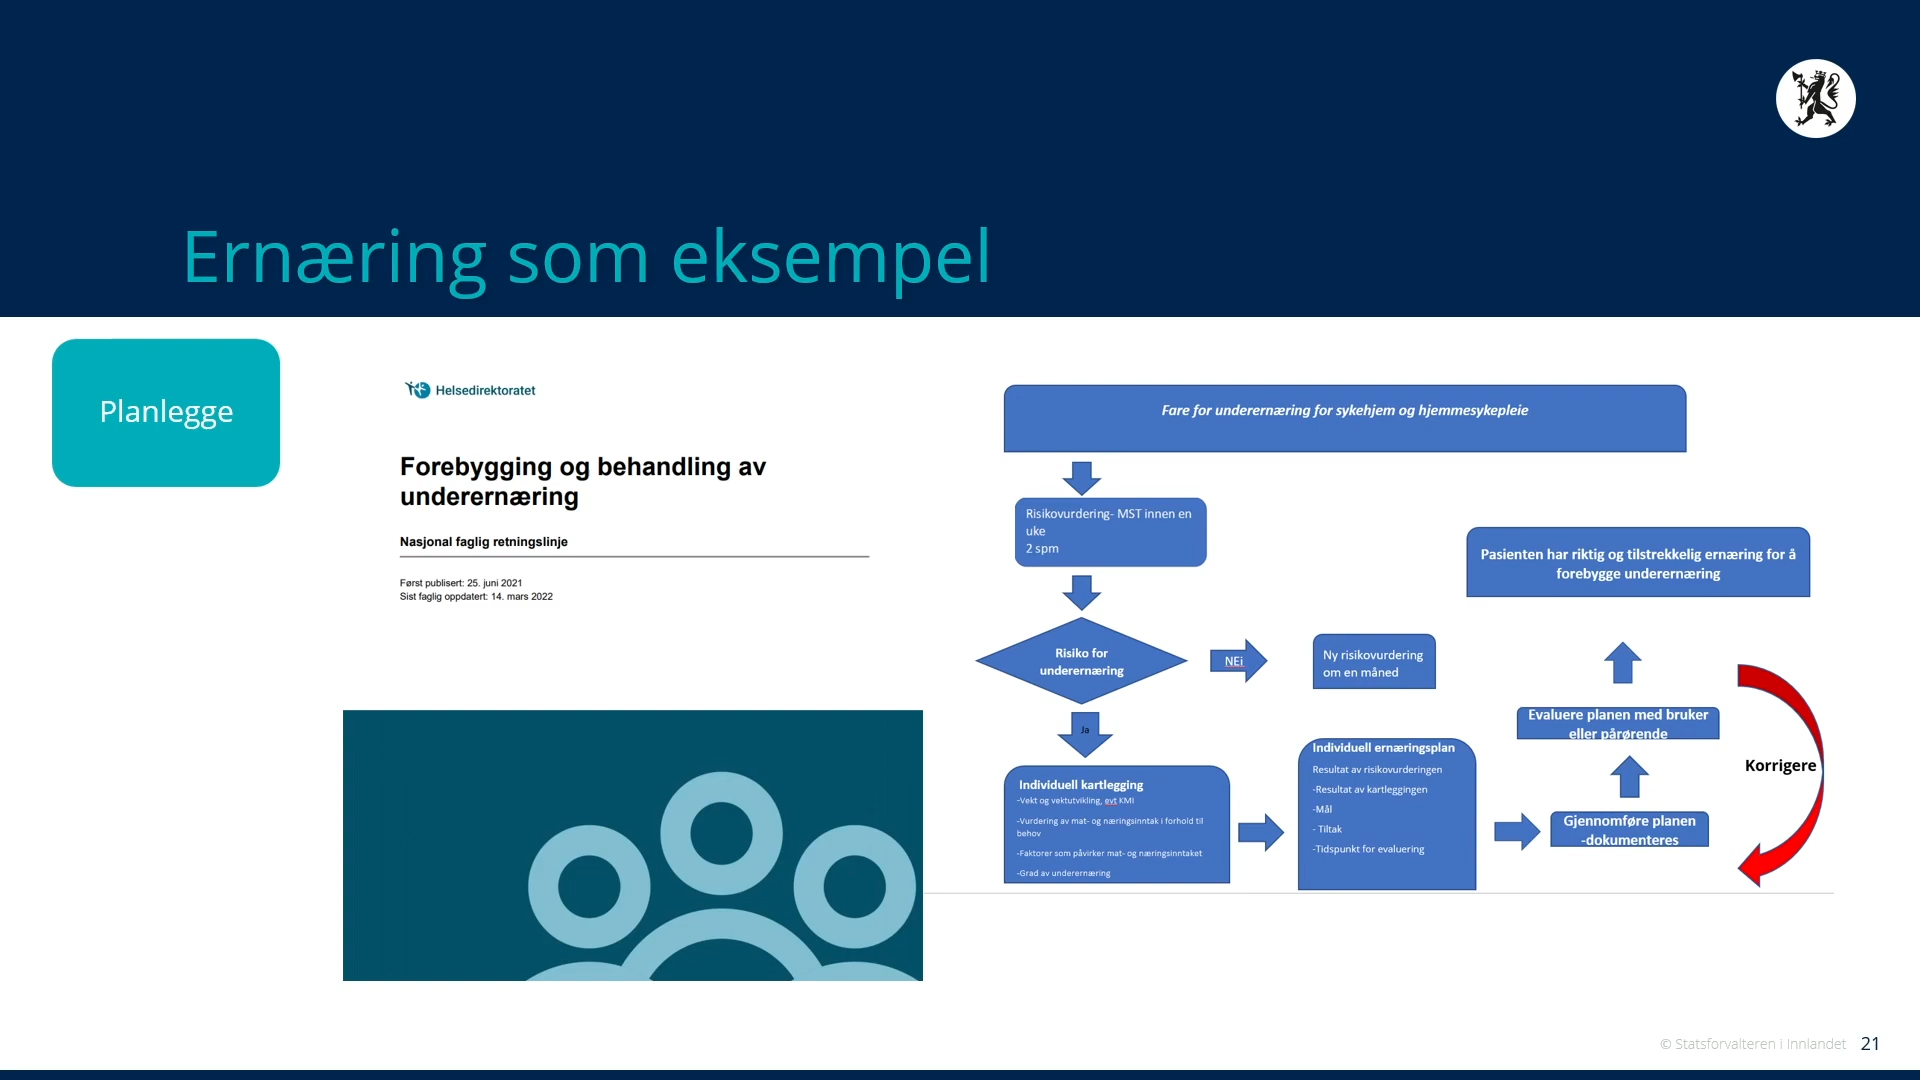 Ernæring som eksempel
Planlegge
Helsedirektoratet
Forebygging og behandling av
underernæring
Nasjonal faglig retningslinje
Først publisert: 25. juni 2021
Sist faglig oppdatert: 14. mars 2022
Fare for underernæring for sykehjem og hjemmesykepleie
Risikovurdering- MST innen en
uke
2 spm
Risiko for
underernæring
NEi
Ny risikovurdering
om en måned
Ja
Individuell kartlegging
-Vekt og vektutvikling, evt KMI
-Vurdering av mat- og næringsinntak i forhold til
behov
-Faktorer som påvirker mat- og næringsinntaket
-Grad av underernæring
Individuell ernæringsplan
Resultat av risikovurderingen
-Resultat av kartleggingen
-Mål
- Tiltak
-Tidspunkt for evaluering
Gjennomføre planen
-dokumenteres
Evaluere planen med bruker
eller pårørende
Pasienten har riktig og tilstrekkelig ernæring for å
forebygge underernæring
Korrigere
© Statsforvalteren i Innlandet 21